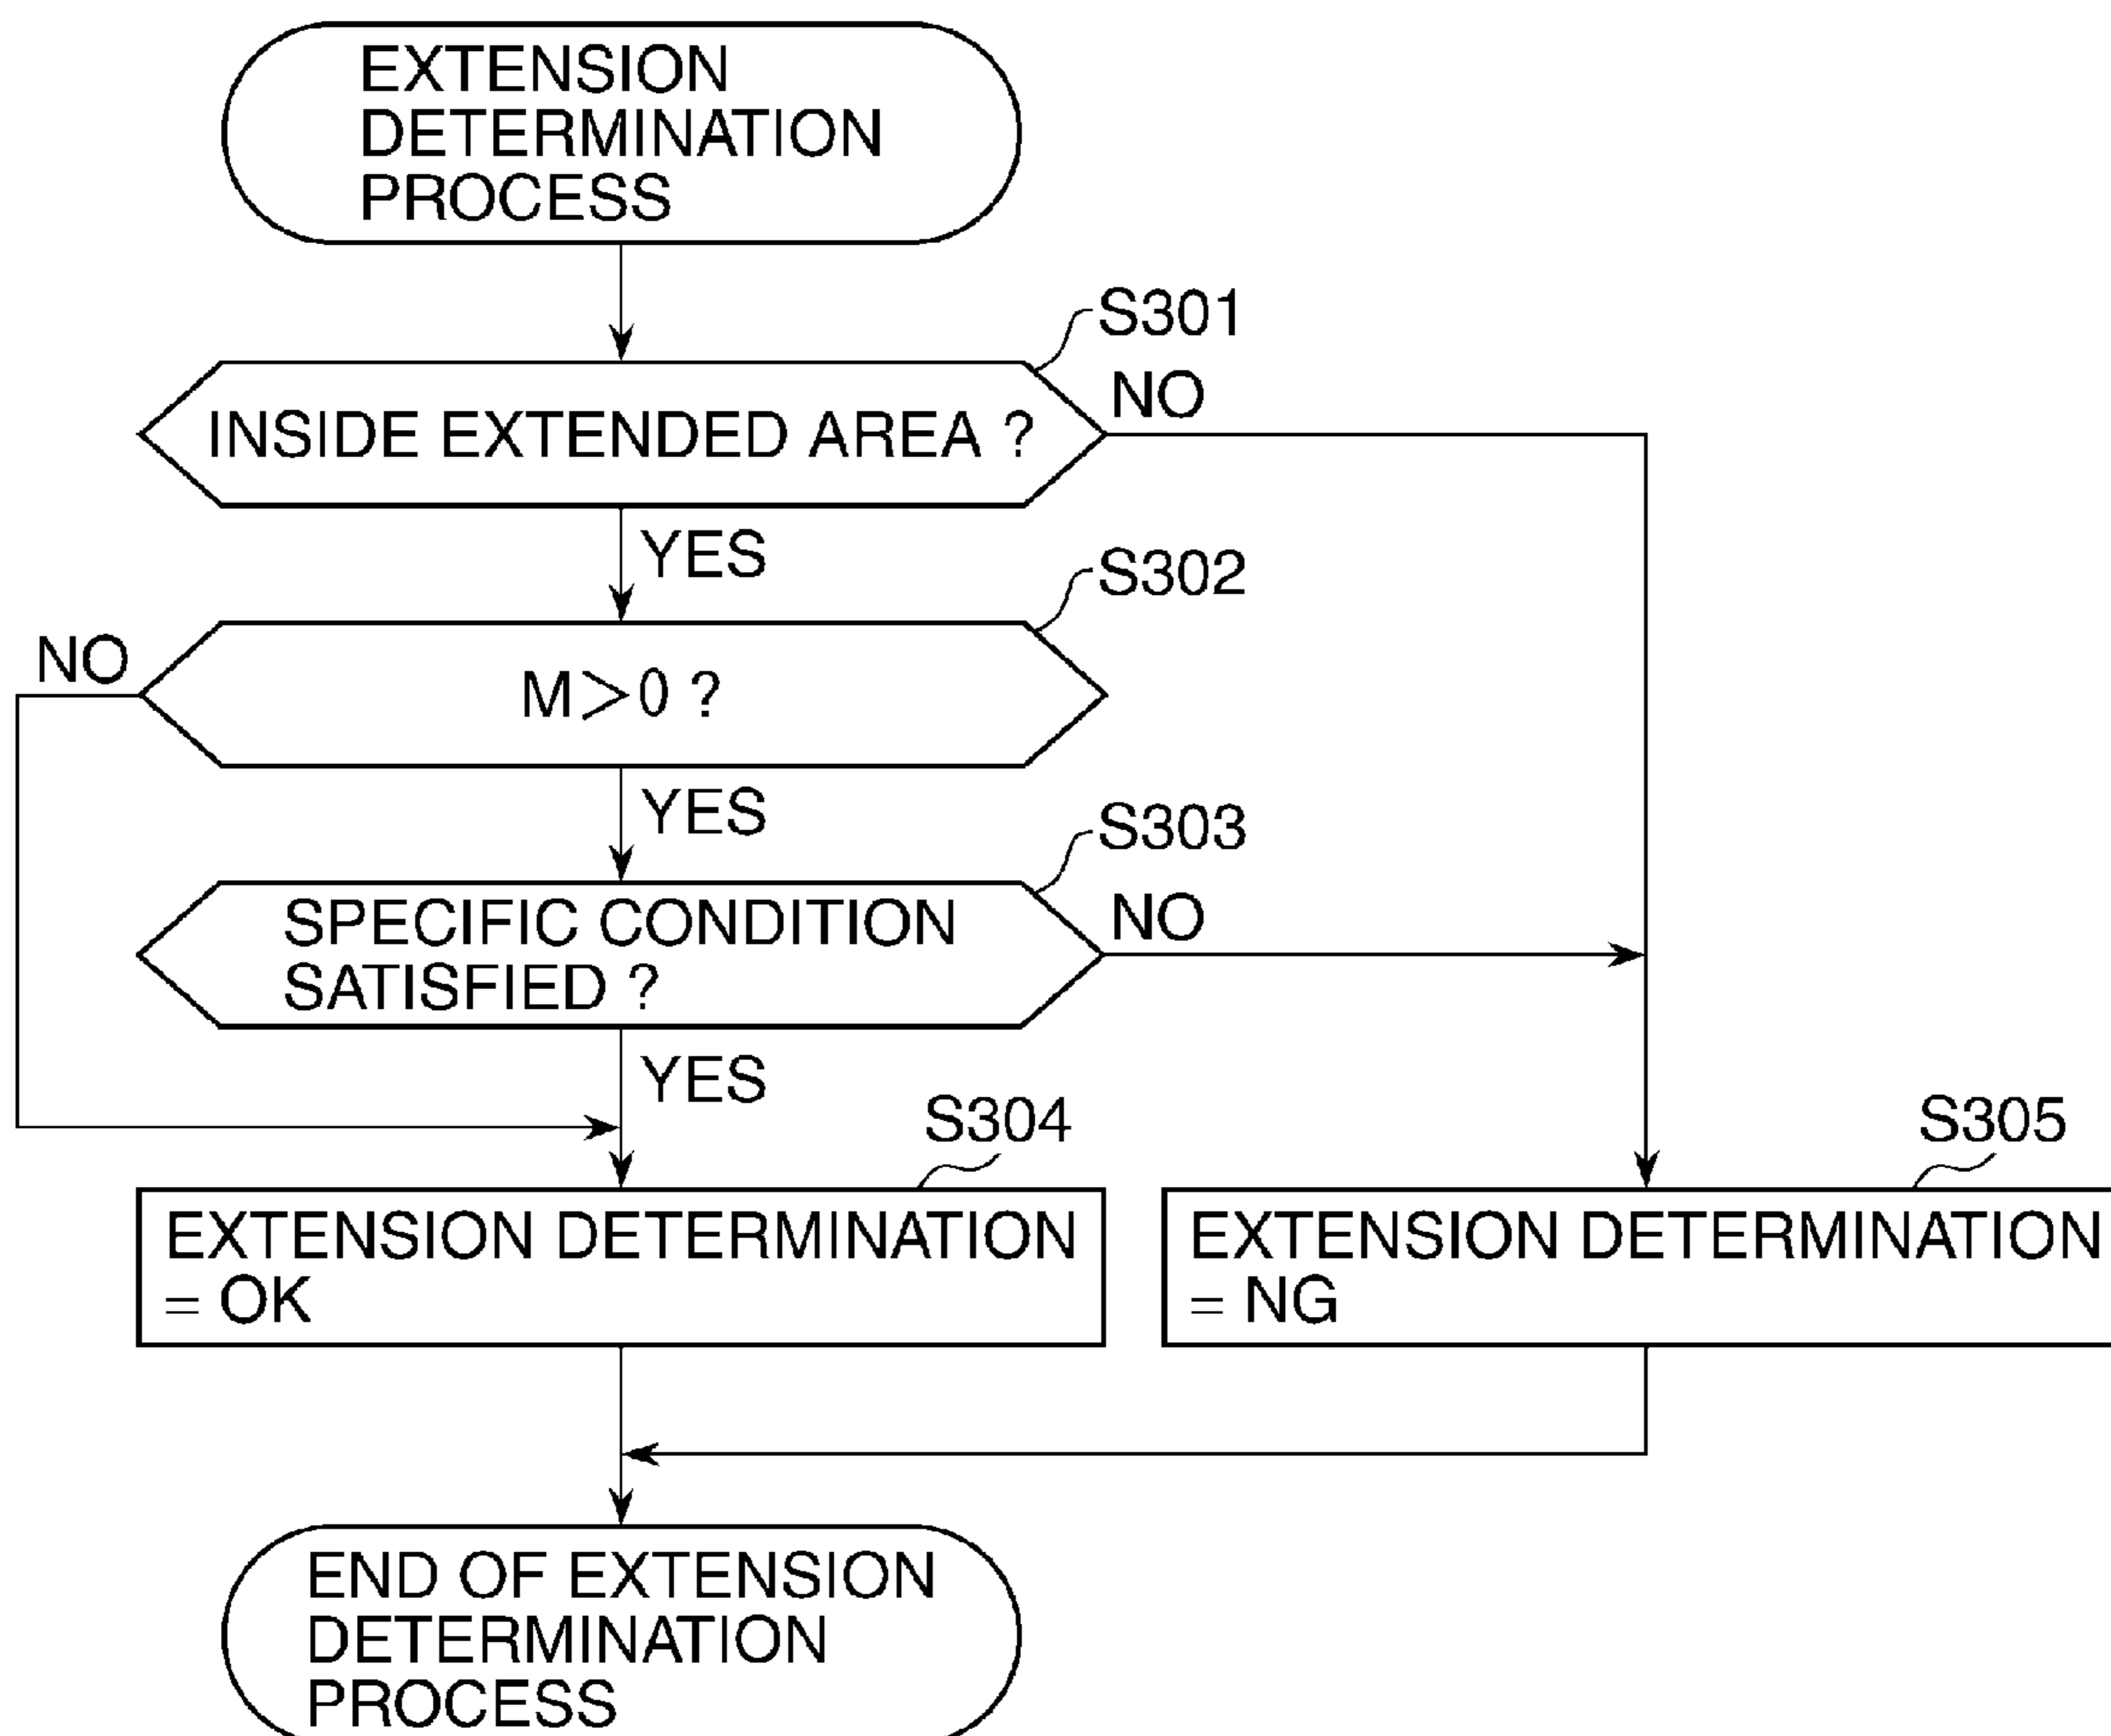 EXTENSION
DETERMINATION
PROCESS
S301
INSIDE EXTENDED AREA ?
NO
YES
S302
NO
M>0 ?
YES
S303
SPECIFIC CONDITION
SATISFIED ?
NO
YES
S304
EXTENSION DETERMINATION
= OK
S305
EXTENSION DETERMINATION
= NG
END OF EXTENSION
DETERMINATION
PROCESS